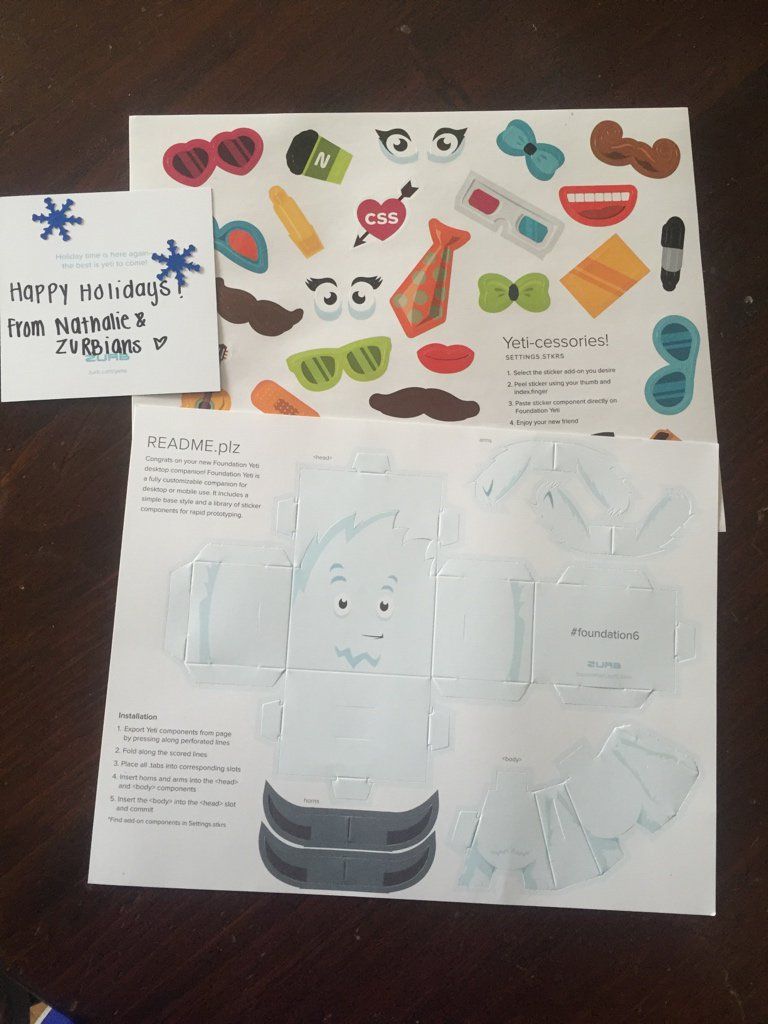 N
CSS
Holiday time is here again
the best is yeti to come!
Happy Holidays!
From Nathalie &
ZURBians ♡
ZURB
zurb.com/yetis
Yeti-cessories!
SETTINGS.STKRS
1. Select the sticker add-on you desire
2. Peel sticker using your thumb and
index.finger
3. Paste sticker component directly on
Foundation Yeti
4. Enjoy your new friend
README.plz
Congrats on your new Foundation Yeti
desktop companion! Foundation Yeti is
a fully customizable companion for
desktop or mobile use. It includes a
simple base style and a library of sticker
components for rapid prototyping.
<head>
arms
#foundation6
ZURB
Installation
1. Export Yeti components from page
by pressing along perforated lines
2. Fold along the scored lines
3. Place all .tabs into corresponding slots
4. Insert horns and arms into the <head>
and <body> components
5. Insert the <body> into the <head> slot
and commit
*Find add-on components in Settings.stkrs
horns
<body>